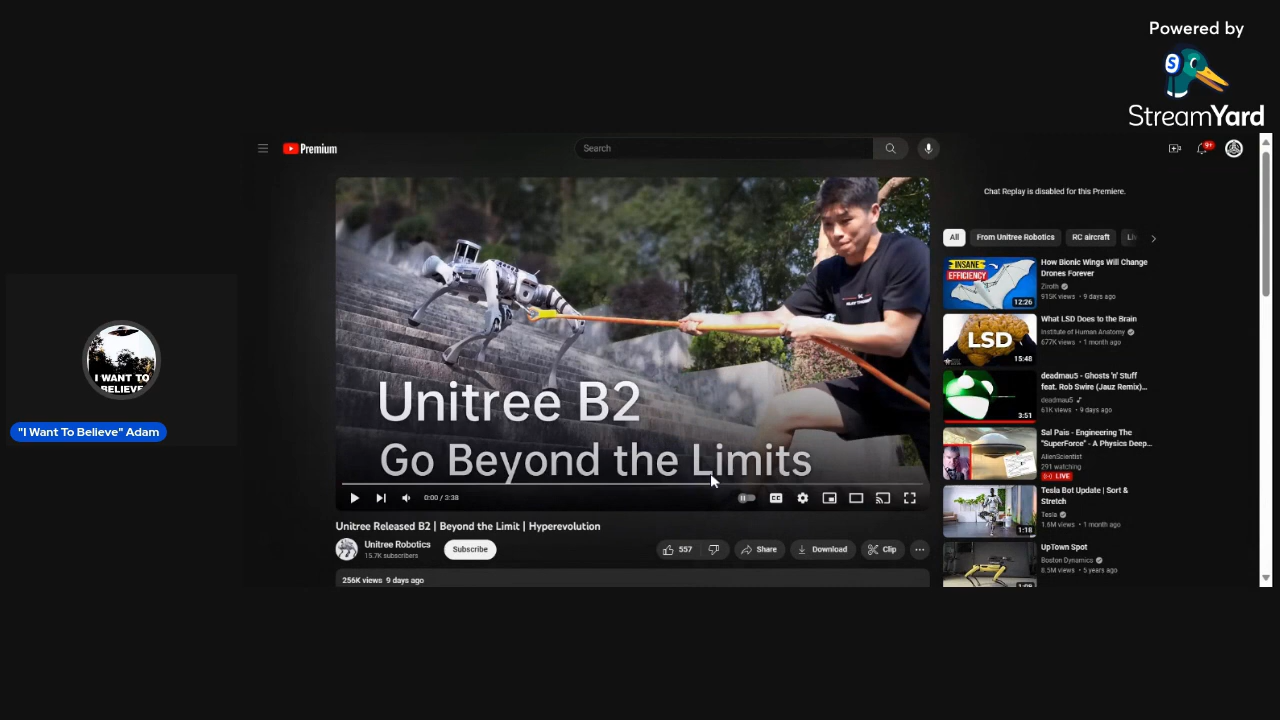 Powered by
StreamYard
Premium
Search
9+
Chat Replay is disabled for this Premiere.
All
From Unitree Robotics
RC aircraft
Unitree B2
Go Beyond the Limits
0:00 / 3:38
Unitree Released B2 | Beyond the Limit | Hyperevolution
Unitree Robotics
15.7K subscribers
Subscribe
557
Share
Download
Clip
256K views 9 days ago
INSANE
EFFICIENCY
12:26
How Bionic Wings Will Change
Drones Forever
Ziroth
915K views • 9 days ago
LSD
15:48
What LSD Does to the Brain
Institute of Human Anatomy
677K views • 1 month ago
3:51
deadmau5 - Ghosts 'n' Stuff
feat. Rob Swire (Jauz Remix)...
deadmau5
61K views • 9 days ago
Sal Pais - Engineering The
"SuperForce" - A Physics Deep...
AlienScientist
291 watching
LIVE
1:18
Tesla Bot Update | Sort &
Stretch
Tesla
1.6M views • 1 month ago
UpTown Spot
Boston Dynamics
8.5M views • 5 years ago
I WANT TO
BELIEVE
"I Want To Believe" Adam